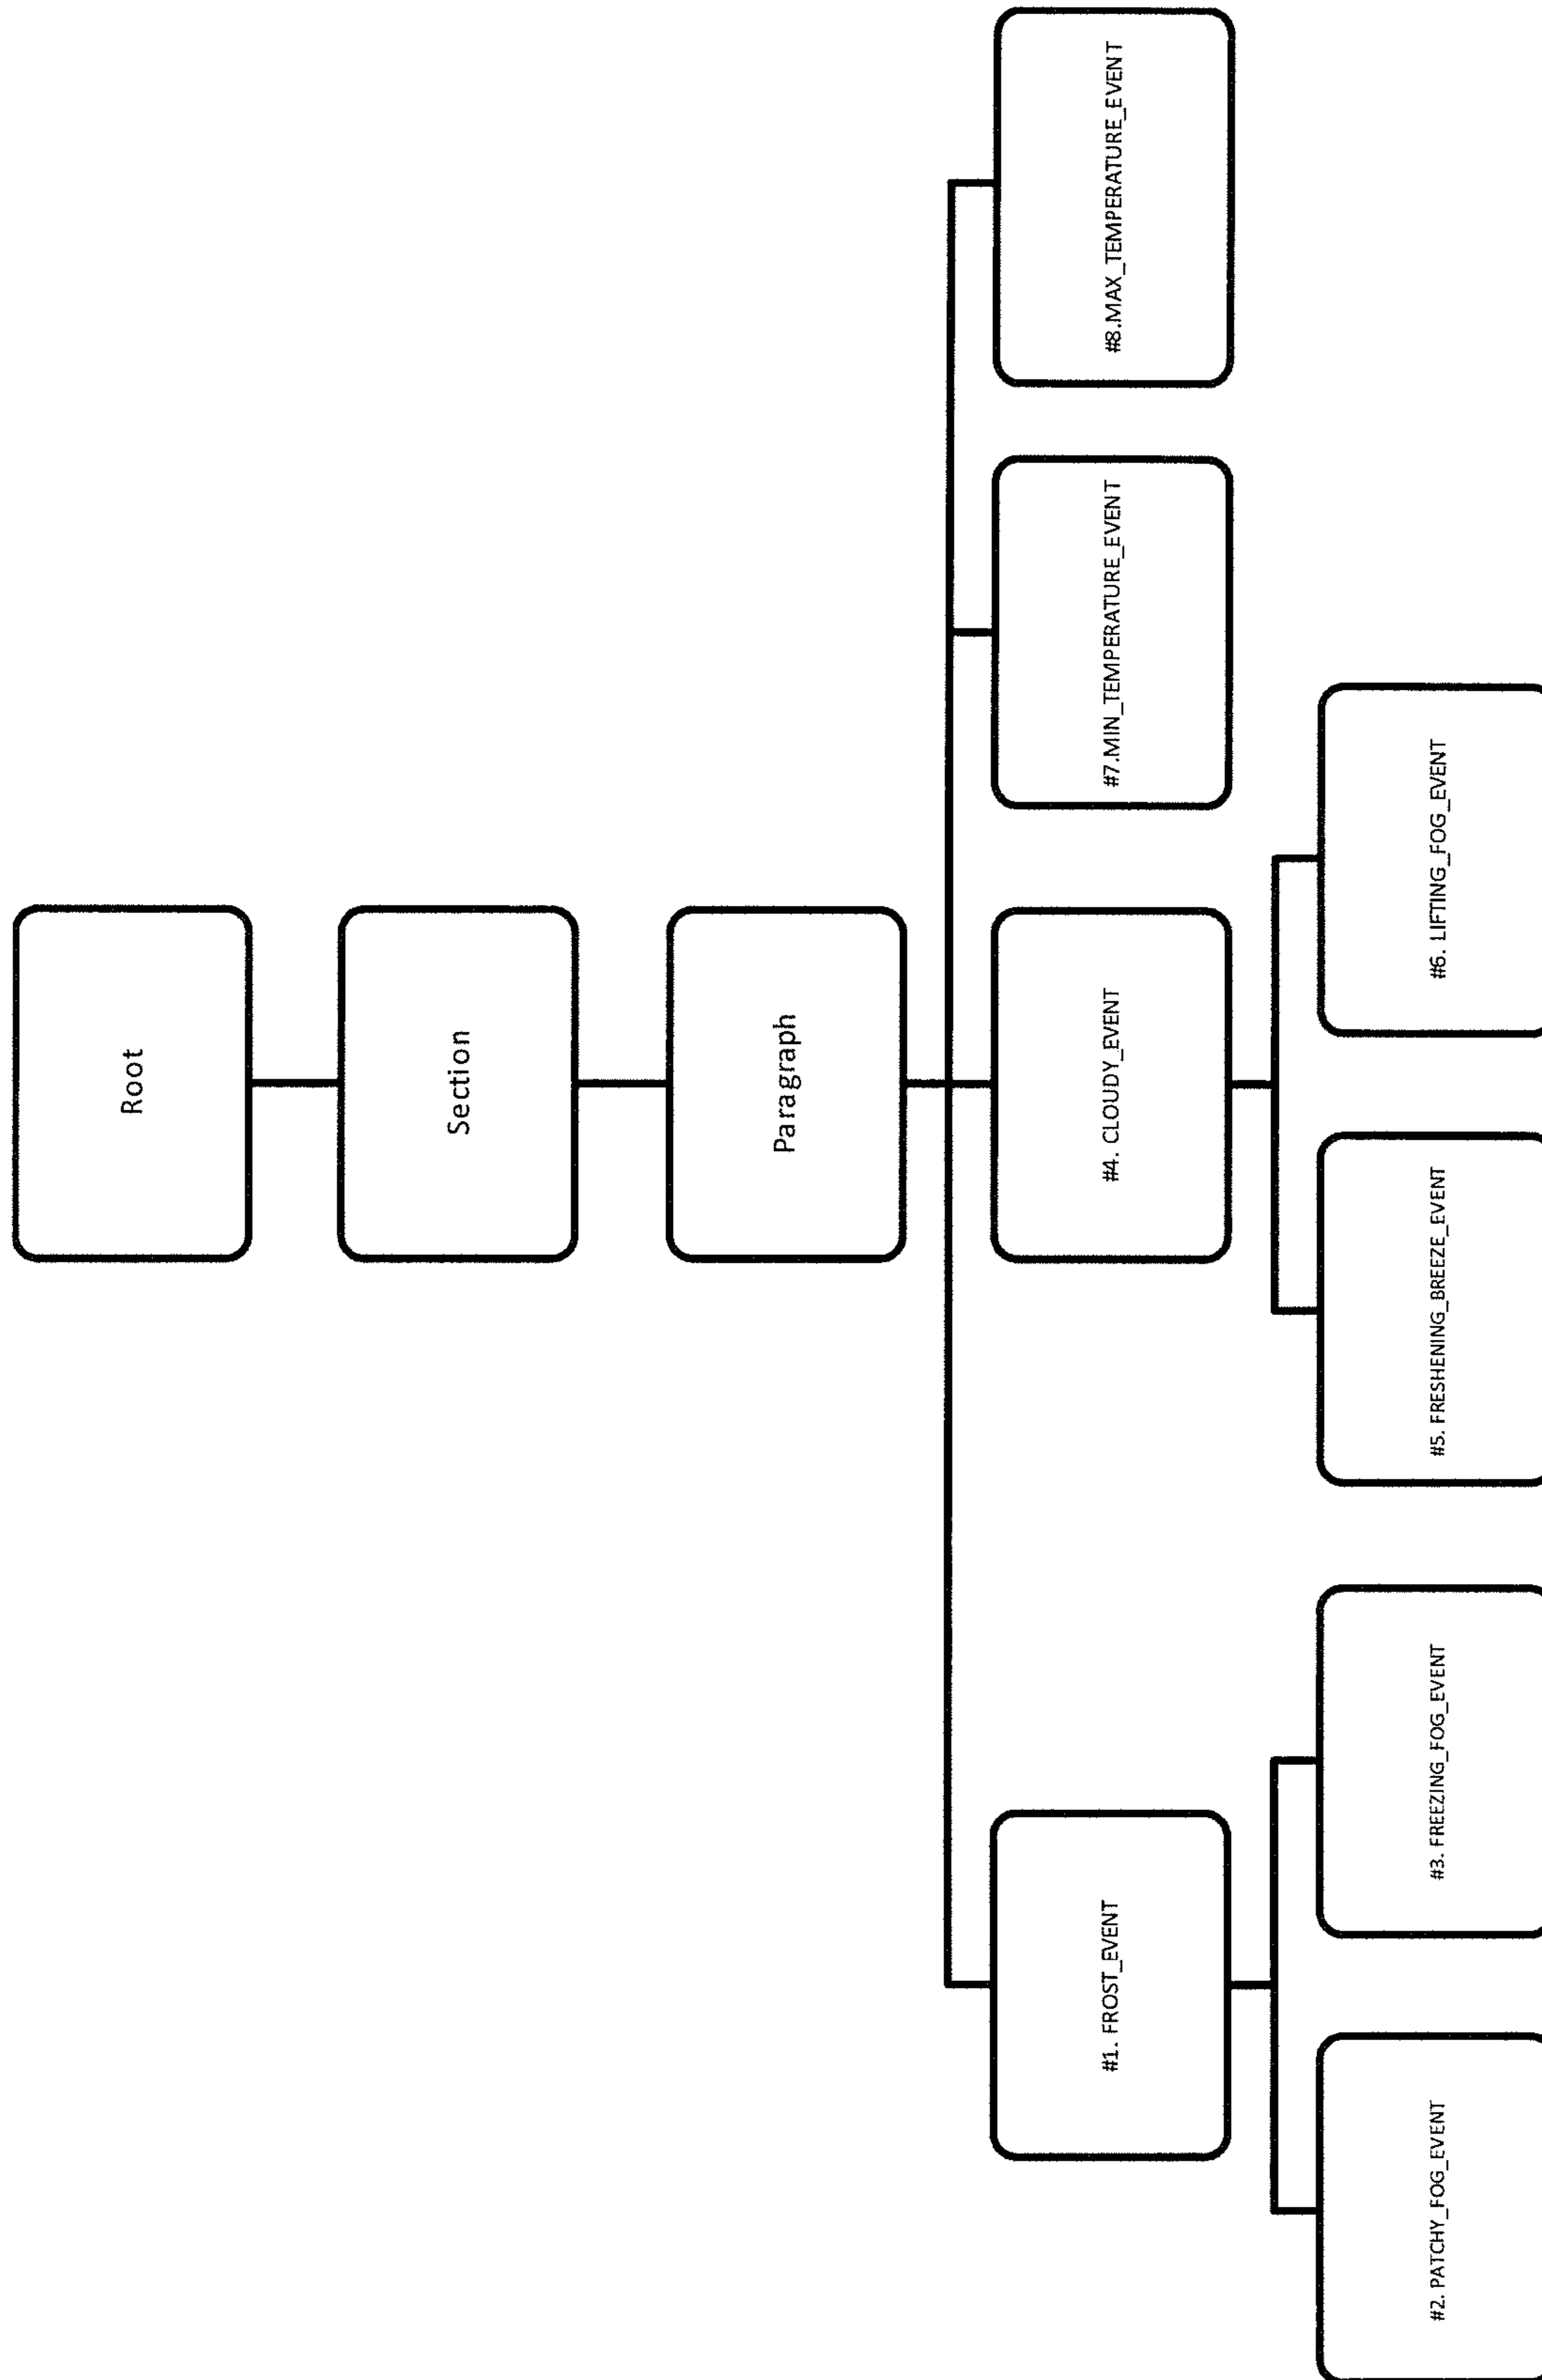 Root
Section
Paragraph
#1. FROST_EVENT
#4. CLOUDY_EVENT
#7.MIN_TEMPERATURE_EVENT
#8.MAX_TEMPERATURE_EVENT
#2. PATCHY_FOG_EVENT
#3. FREEZING_FOG_EVENT
#5. FRESHENING_BREEZE_EVENT
#6. LIFTING_FOG_EVENT